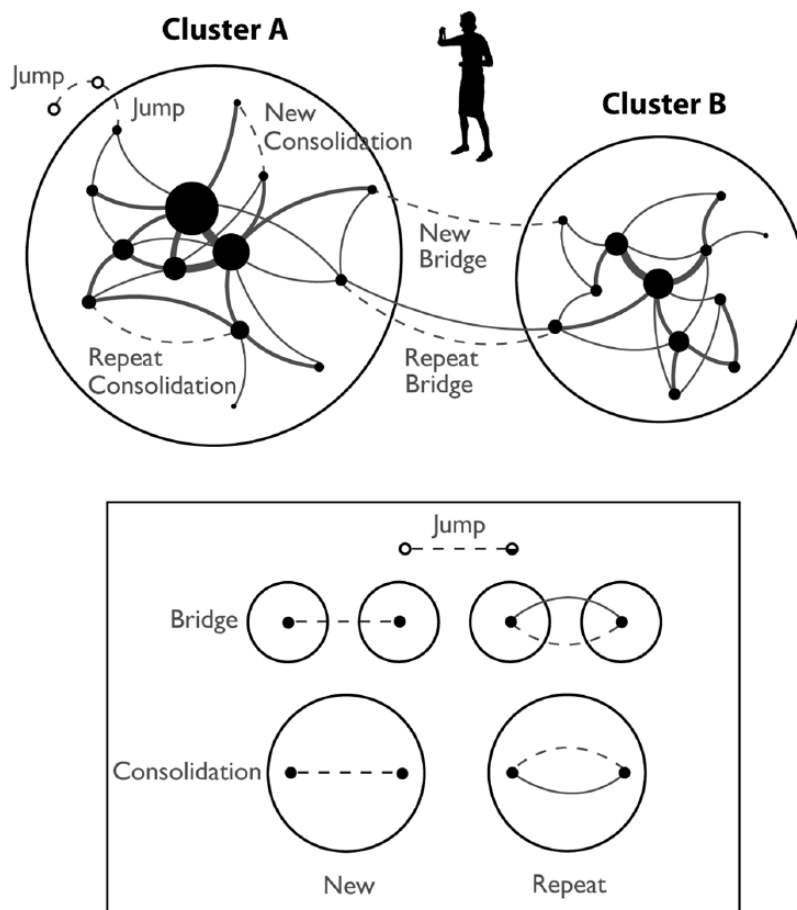 Cluster A
Jump
Jump
New
Consolidation
Cluster B
New
Bridge
Repeat
Consolidation
Repeat
Bridge
Jump
Bridge
Consolidation
New
Repeat